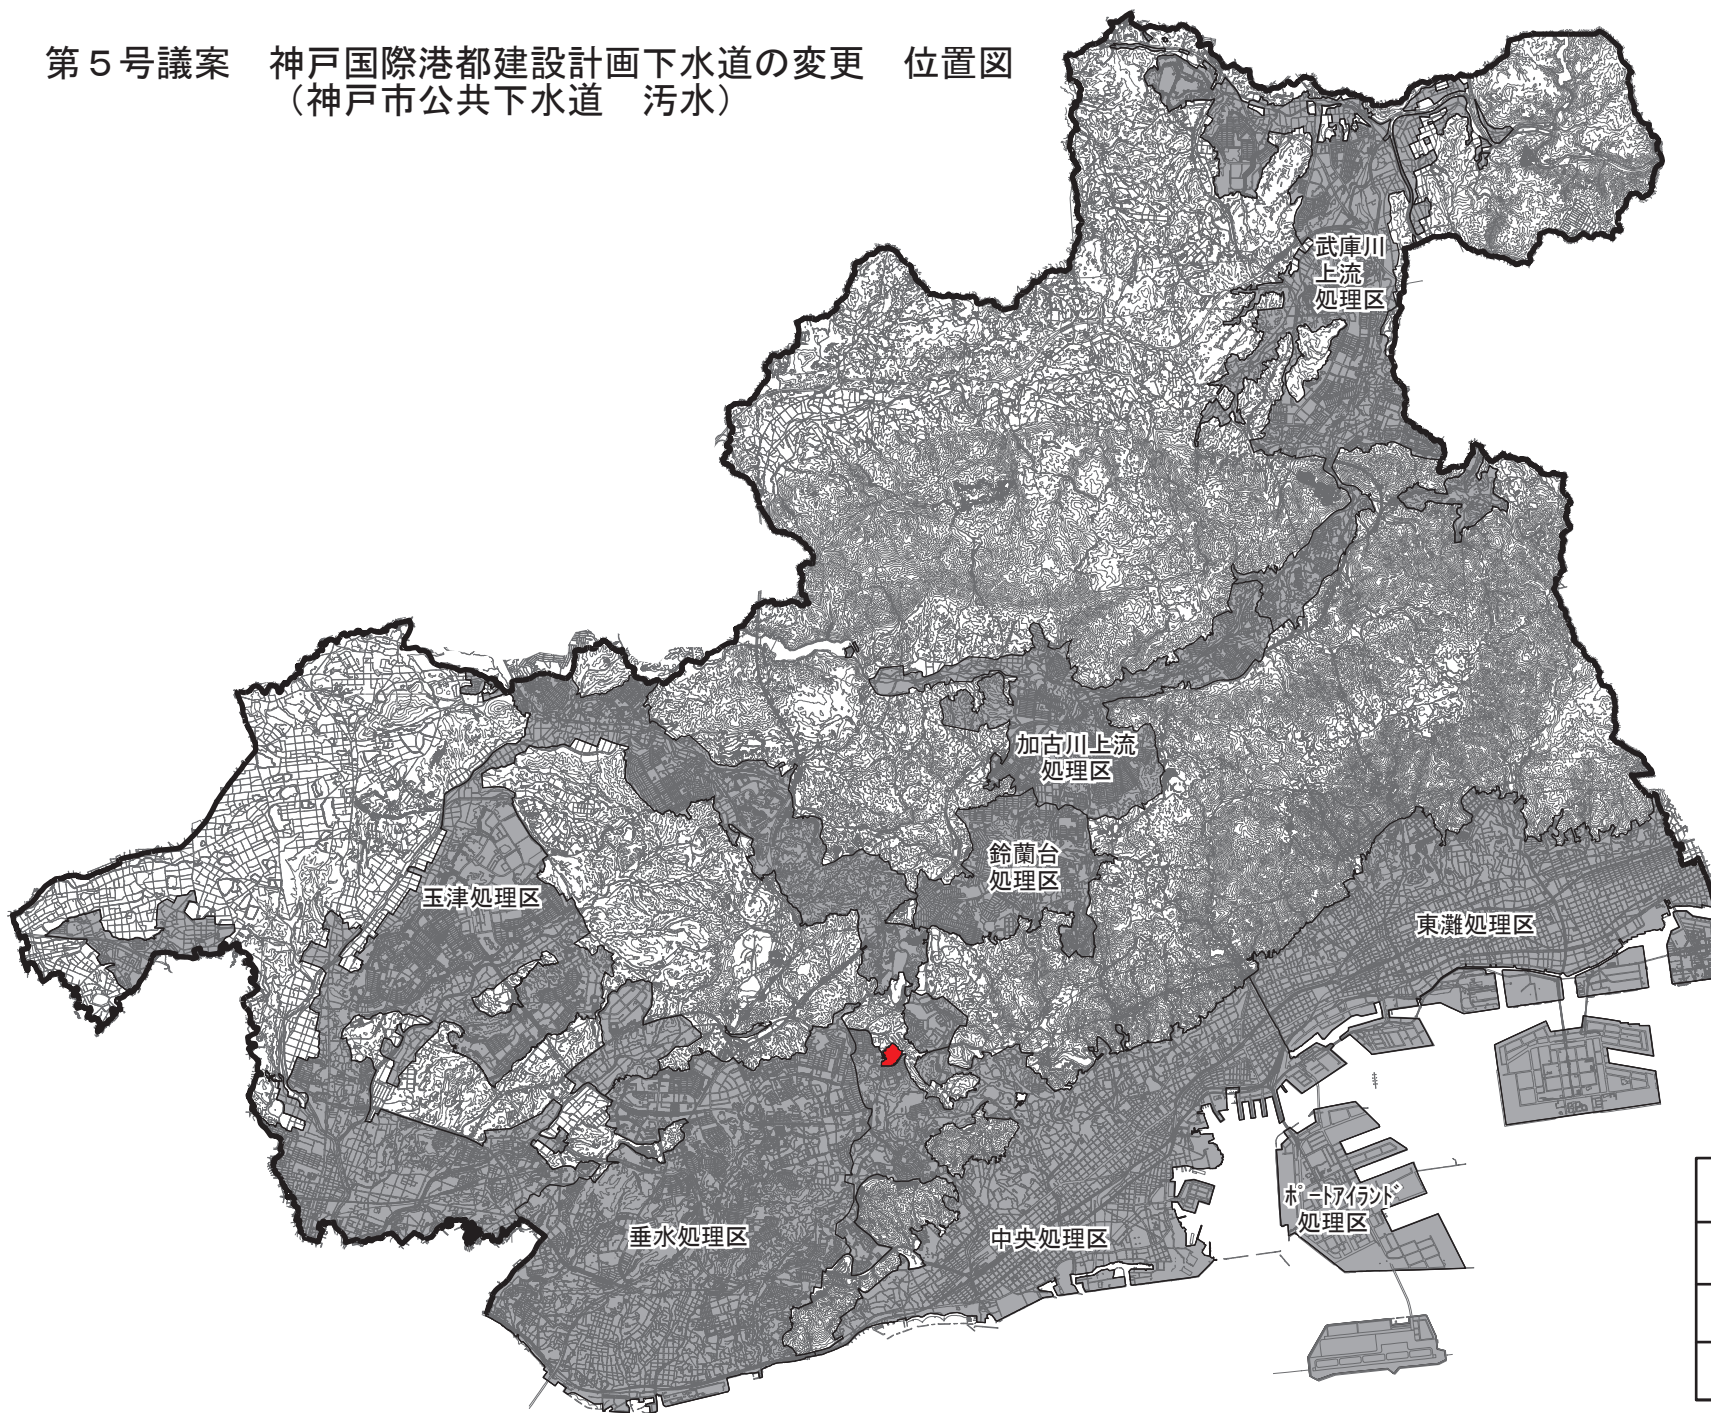 第５号議案　神戸国際港都建設計画下水道の変更　位置図
（神戸市公共下水道　汚水）
武庫川
上流
処理区
加古川上流
処理区
鈴蘭台
処理区
玉津処理区
東灘処理区
ﾎﾟｰﾄｱｲﾗﾝﾄﾞ
処理区
垂水処理区
中央処理区